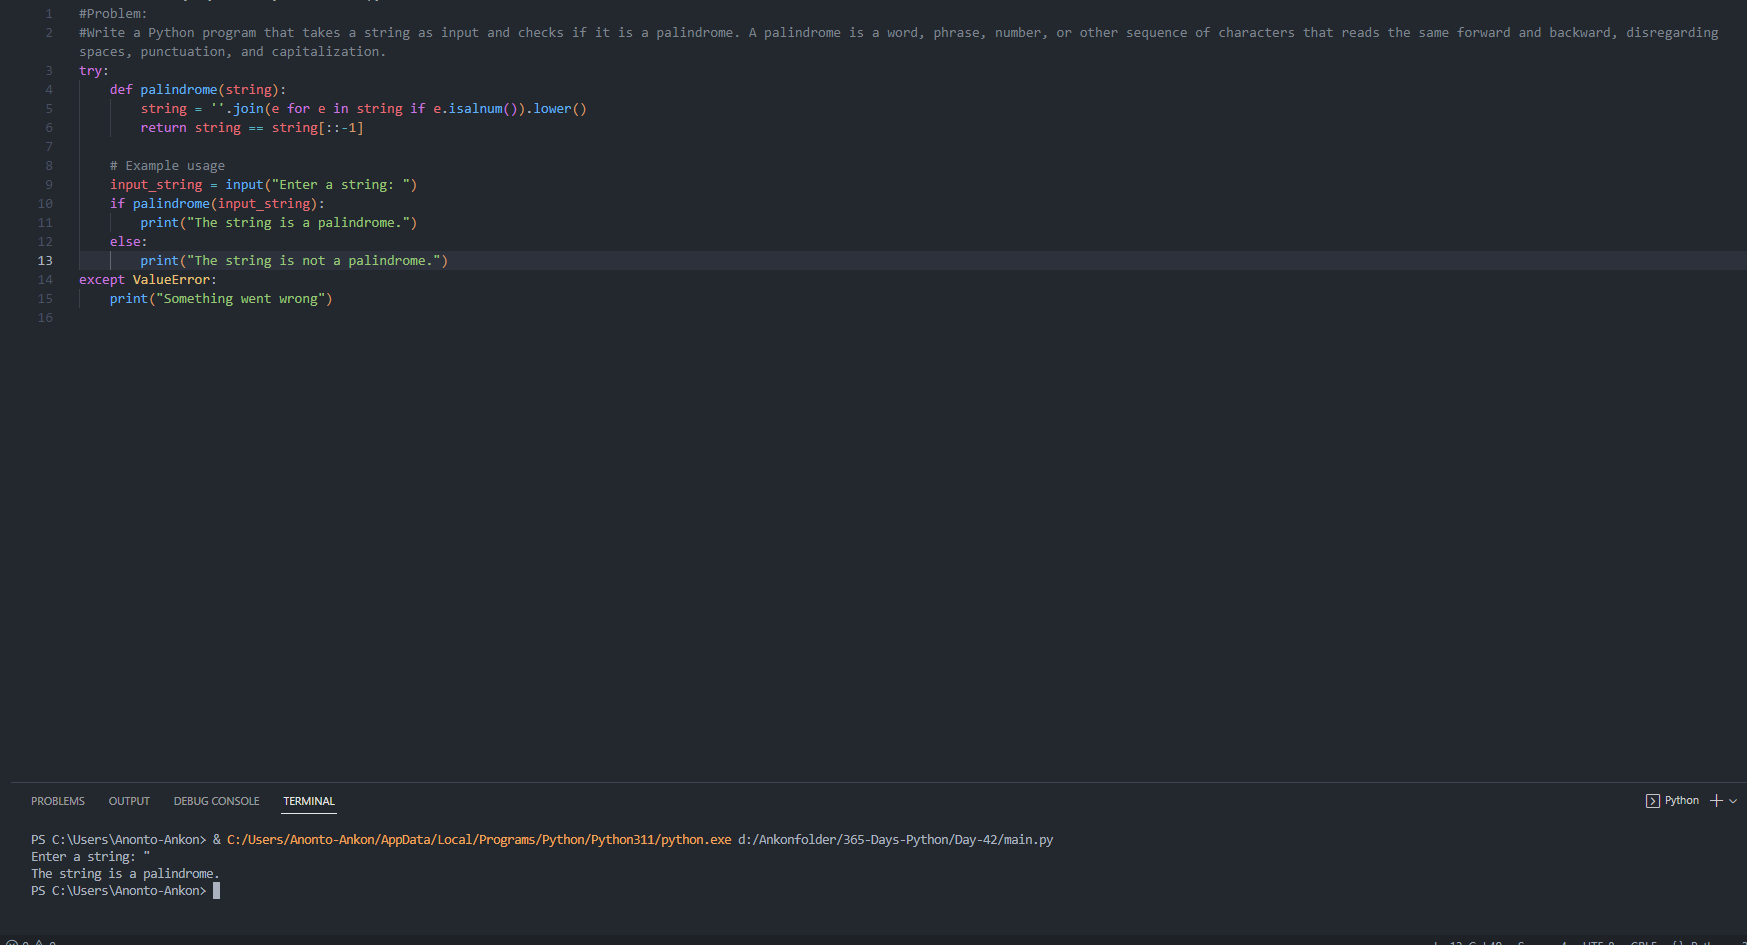 1 #Problem:
2 #Write a Python program that takes a string as input and checks if it is a palindrome. A palindrome is a word, phrase, number, or other sequence of characters that reads the same forward and backward, disregarding
spaces, punctuation, and capitalization.
3 try:
4     def palindrome(string):
5         string = ''.join(e for e in string if e.isalnum()).lower()
6         return string == string[::-1]
7
8     # Example usage
9     input_string = input("Enter a string: ")
10     if palindrome(input_string):
11         print("The string is a palindrome.")
12     else:
13         print("The string is not a palindrome.")
14 except ValueError:
15     print("Something went wrong")
16
PROBLEMS OUTPUT DEBUG CONSOLE TERMINAL Python
PS C:\Users\Anonto-Ankon> & C:/Users/Anonto-Ankon/AppData/Local/Programs/Python/Python311/python.exe d:/Ankonfolder/365-Days-Python/Day-42/main.py
Enter a string: "
The string is a palindrome.
PS C:\Users\Anonto-Ankon>